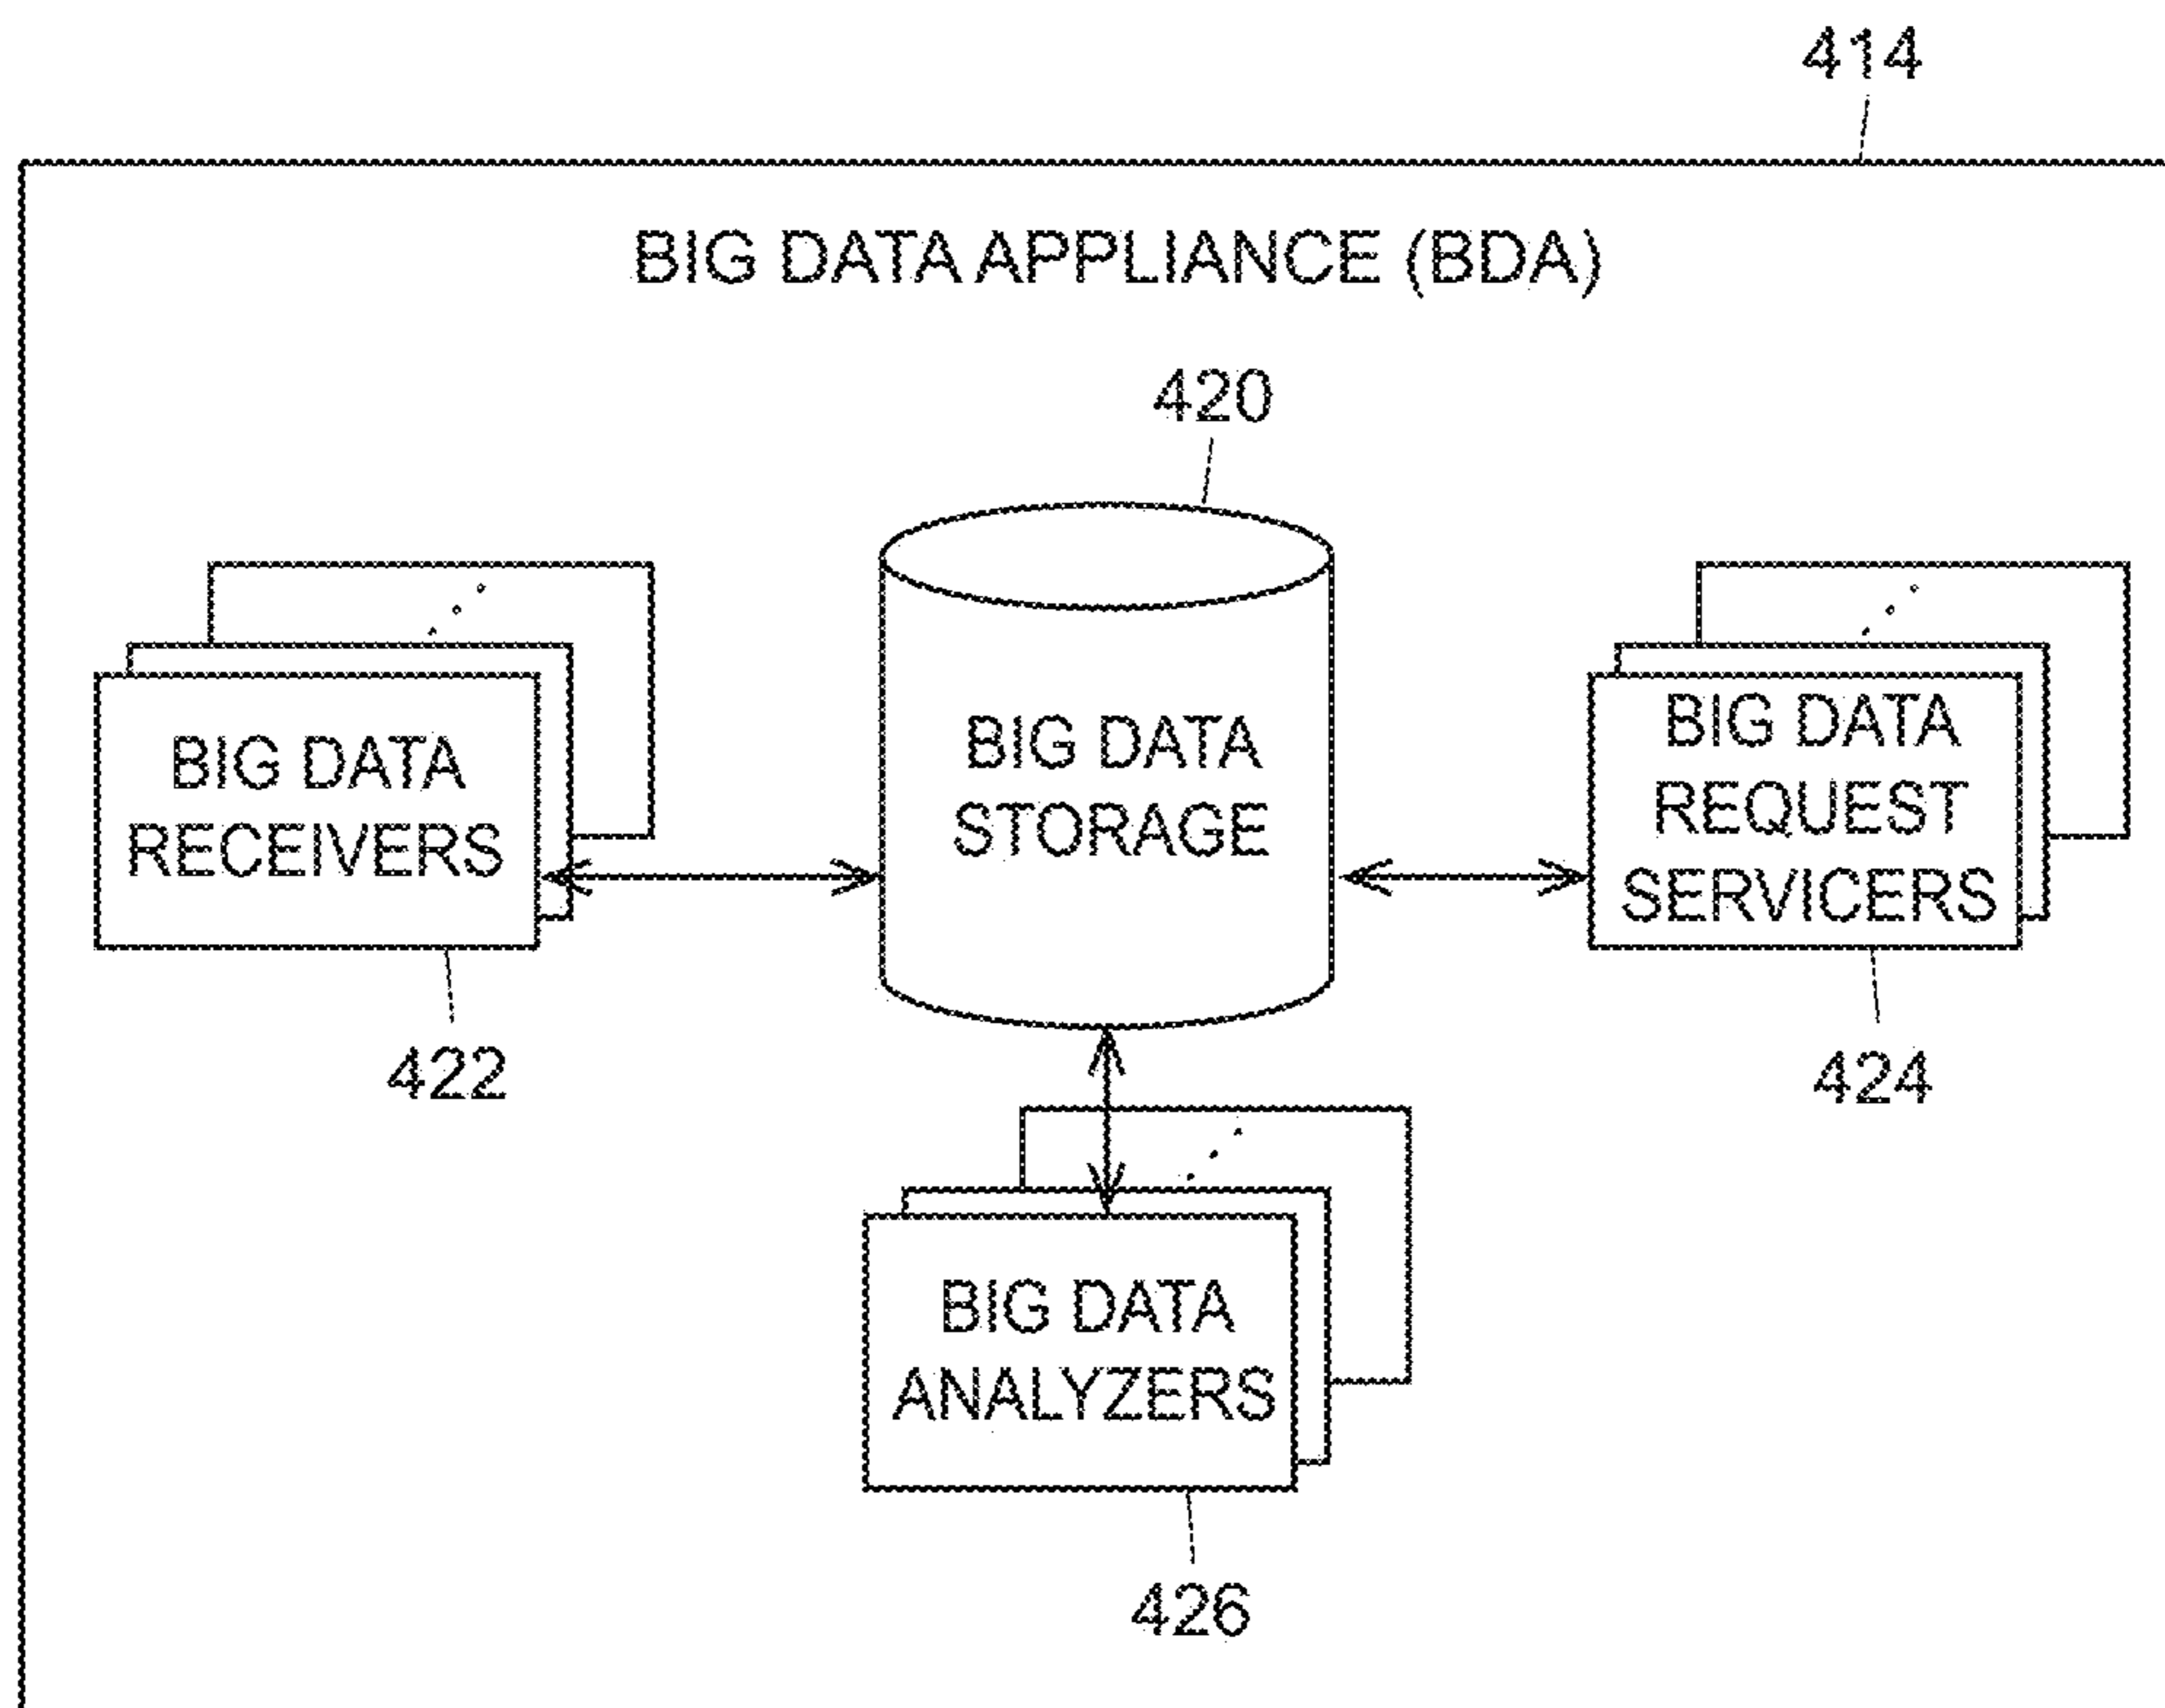 414
BIG DATA APPLIANCE (BDA)
420
BIG DATA
RECEIVERS
BIG DATA
STORAGE
BIG DATA
REQUEST
SERVICERS
422
424
BIG DATA
ANALYZERS
426